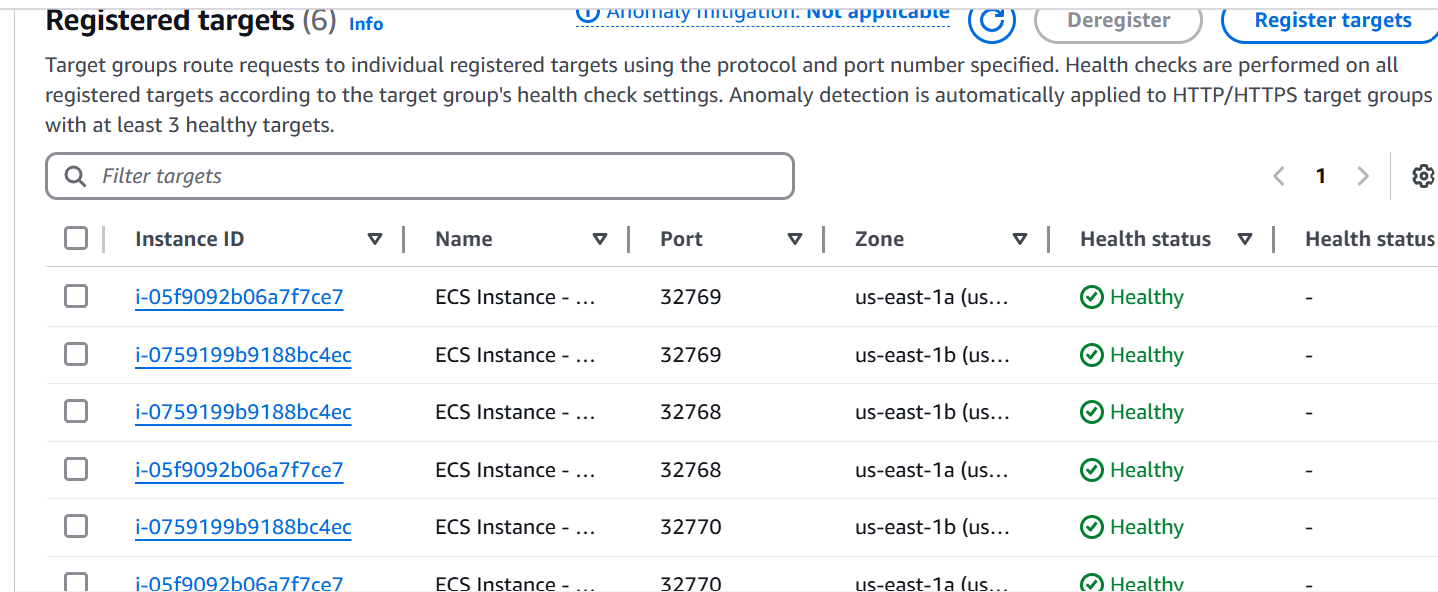 Registered targets (6) Info Anomaly mitigation: Not applicable Deregister Register targets
Target groups route requests to individual registered targets using the protocol and port number specified. Health checks are performed on all
registered targets according to the target group's health check settings. Anomaly detection is automatically applied to HTTP/HTTPS target groups
with at least 3 healthy targets.
Filter targets 1
Instance ID Name Port Zone Health status Health status
i-05f9092b06a7f7ce7 ECS Instance - ... 32769 us-east-1a (us... Healthy -
i-0759199b9188bc4ec ECS Instance - ... 32769 us-east-1b (us... Healthy -
i-0759199b9188bc4ec ECS Instance - ... 32768 us-east-1b (us... Healthy -
i-05f9092b06a7f7ce7 ECS Instance - ... 32768 us-east-1a (us... Healthy -
i-0759199b9188bc4ec ECS Instance - ... 32770 us-east-1b (us... Healthy -
i-05f9092b06a7f7ce7 ECS Instance - ... 32770 us-east-1a (us... Healthy -